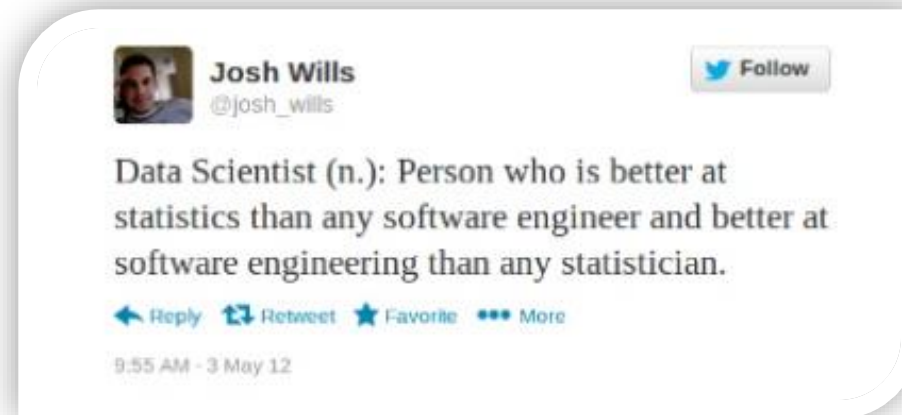 Josh Wills
@josh_wills
Follow
Data Scientist (n.): Person who is better at
statistics than any software engineer and better at
software engineering than any statistician.
Reply Retweet Favorite More
9:55 AM - 3 May 12